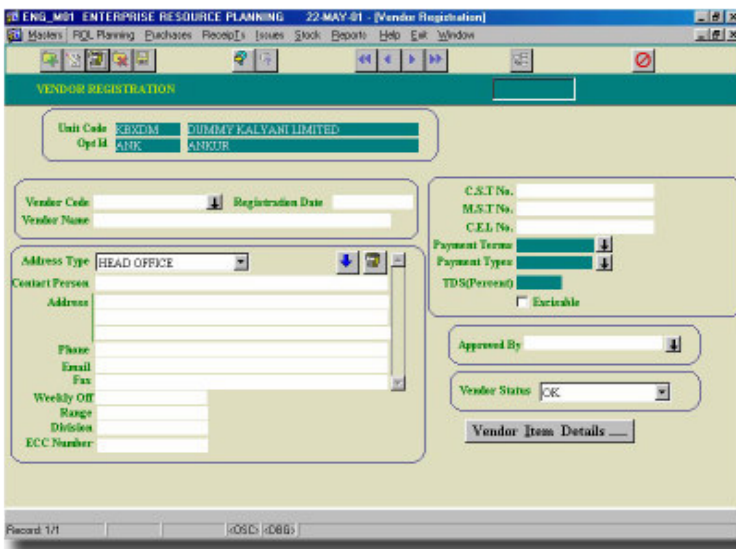 ENG_M01 ENTERPRISE RESOURCE PLANNING 22-MAY-01 - [Vendor Registration]
Masters ROL Planning Purchases Receipts Issues Stock Reports Help Exit Window
VENDOR REGISTRATION
Unit Code KBXDM DUMMY KALYANI LIMITED
Opt Id ANK ANKUR
Vendor Code Registration Date
Vendor Name
C.S.T No.
M.S.T No.
C.E.L No.
Payment Terms
Payment Types
TDS(Percent)
Excisable
Address Type HEAD OFFICE
Contact Person
Address
Phone
Email
Fax
Weekly Off
Range
Division
ECC Number
Approved By
Vendor Status OK
Vendor Item Details ....
Record: 1/1 <OSC> <DBG>